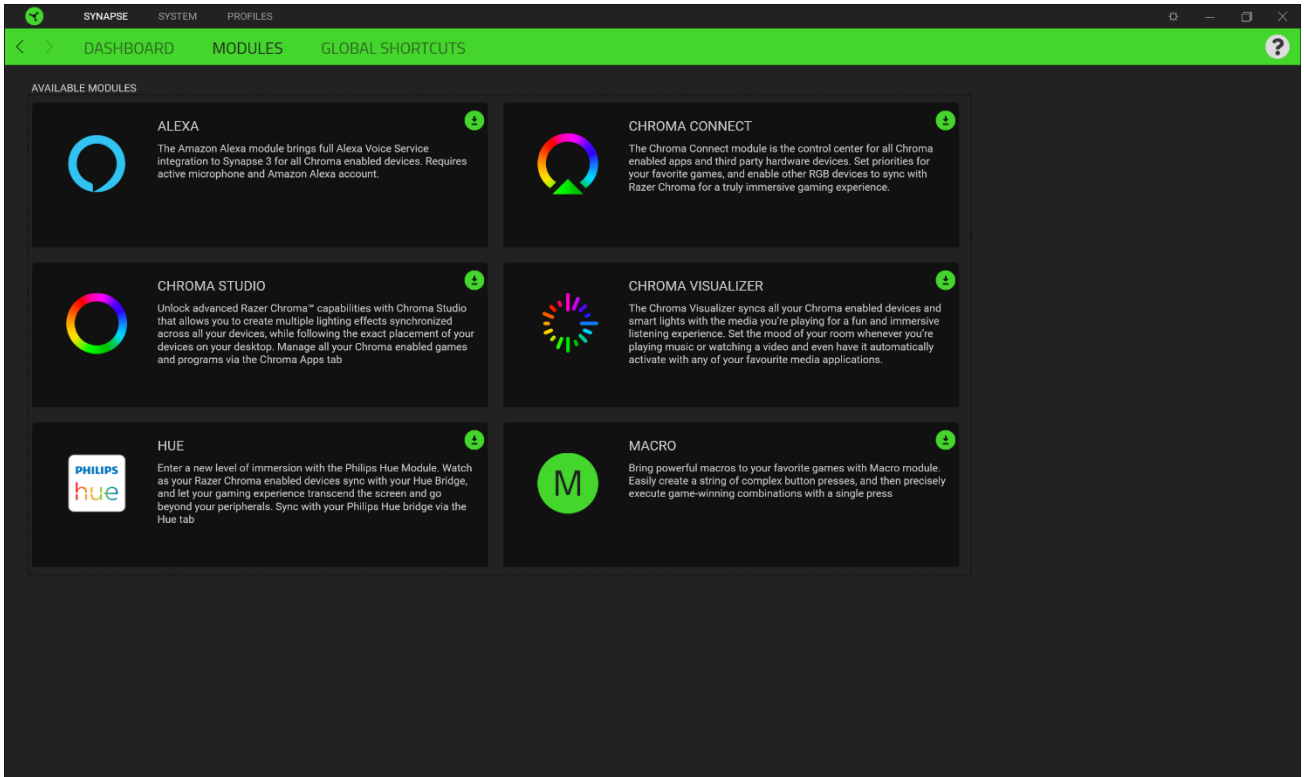 SYNAPSE SYSTEM PROFILES
DASHBOARD MODULES GLOBAL SHORTCUTS ?
AVAILABLE MODULES
ALEXA
The Amazon Alexa module brings full Alexa Voice Service
integration to Synapse 3 for all Chroma enabled devices. Requires
active microphone and Amazon Alexa account.
CHROMA CONNECT
The Chroma Connect module is the control center for all Chroma
enabled apps and third party hardware devices. Set priorities for
your favorite games, and enable other RGB devices to sync with
Razer Chroma for a truly immersive gaming experience.
CHROMA STUDIO
Unlock advanced Razer Chroma™ capabilities with Chroma Studio
that allows you to create multiple lighting effects synchronized
across all your devices, while following the exact placement of your
devices on your desktop. Manage all your Chroma enabled games
and programs via the Chroma Apps tab
CHROMA VISUALIZER
The Chroma Visualizer syncs all your Chroma enabled devices and
smart lights with the media you're playing for a fun and immersive
listening experience. Set the mood of your room whenever you're
playing music or watching a video and even have it automatically
activate with any of your favourite media applications.
PHILIPS
hue
HUE
Enter a new level of immersion with the Philips Hue Module. Watch
as your Razer Chroma enabled devices sync with your Hue Bridge,
and let your gaming experience transcend the screen and go
beyond your peripherals. Sync with your Philips Hue bridge via the
Hue tab
M
MACRO
Bring powerful macros to your favorite games with Macro module.
Easily create a string of complex button presses, and then precisely
execute game-winning combinations with a single press